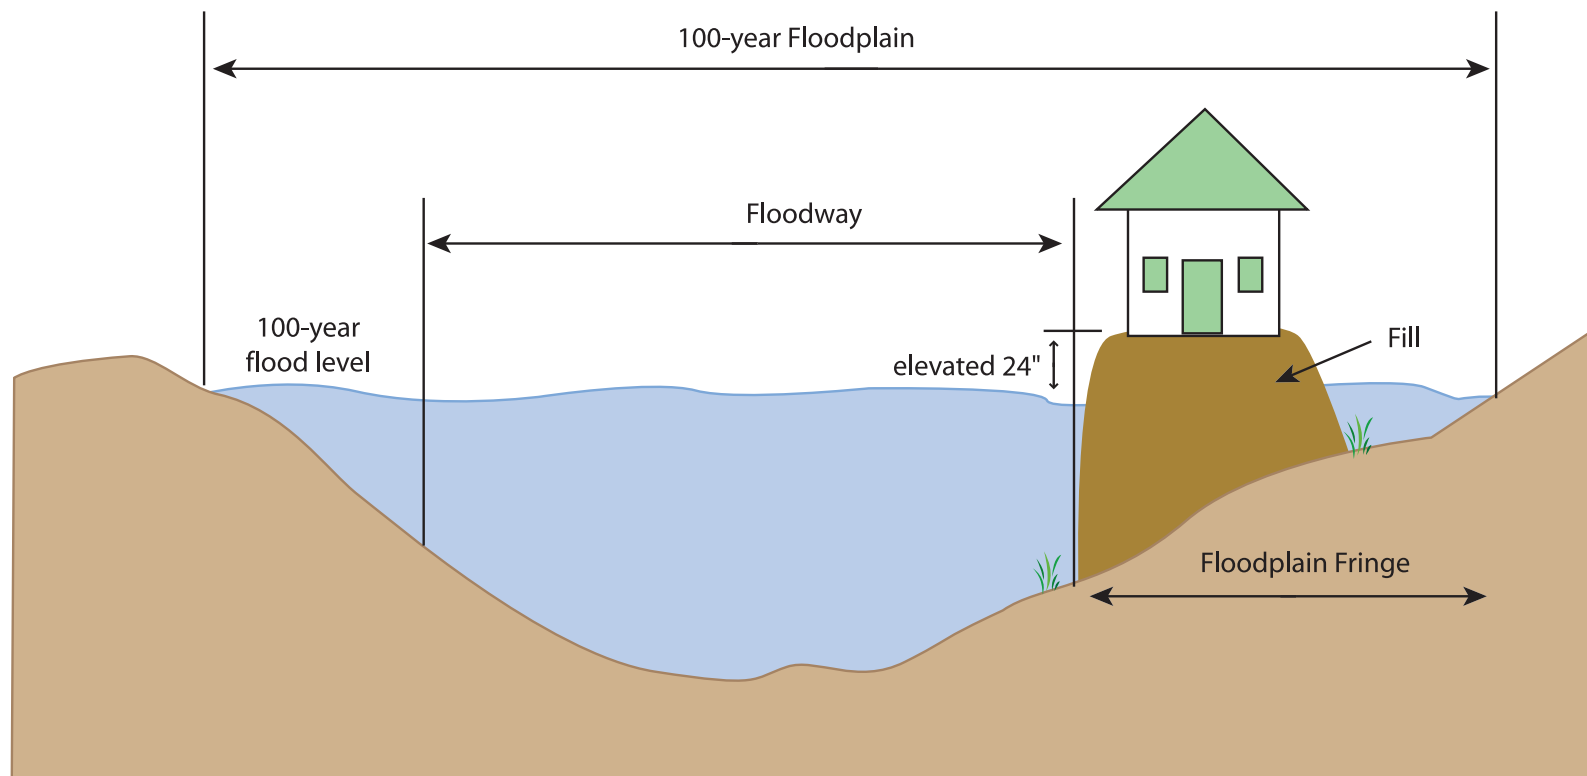 100-year Floodplain
Floodway
100-year
flood level
elevated 24"
Fill
Floodplain Fringe